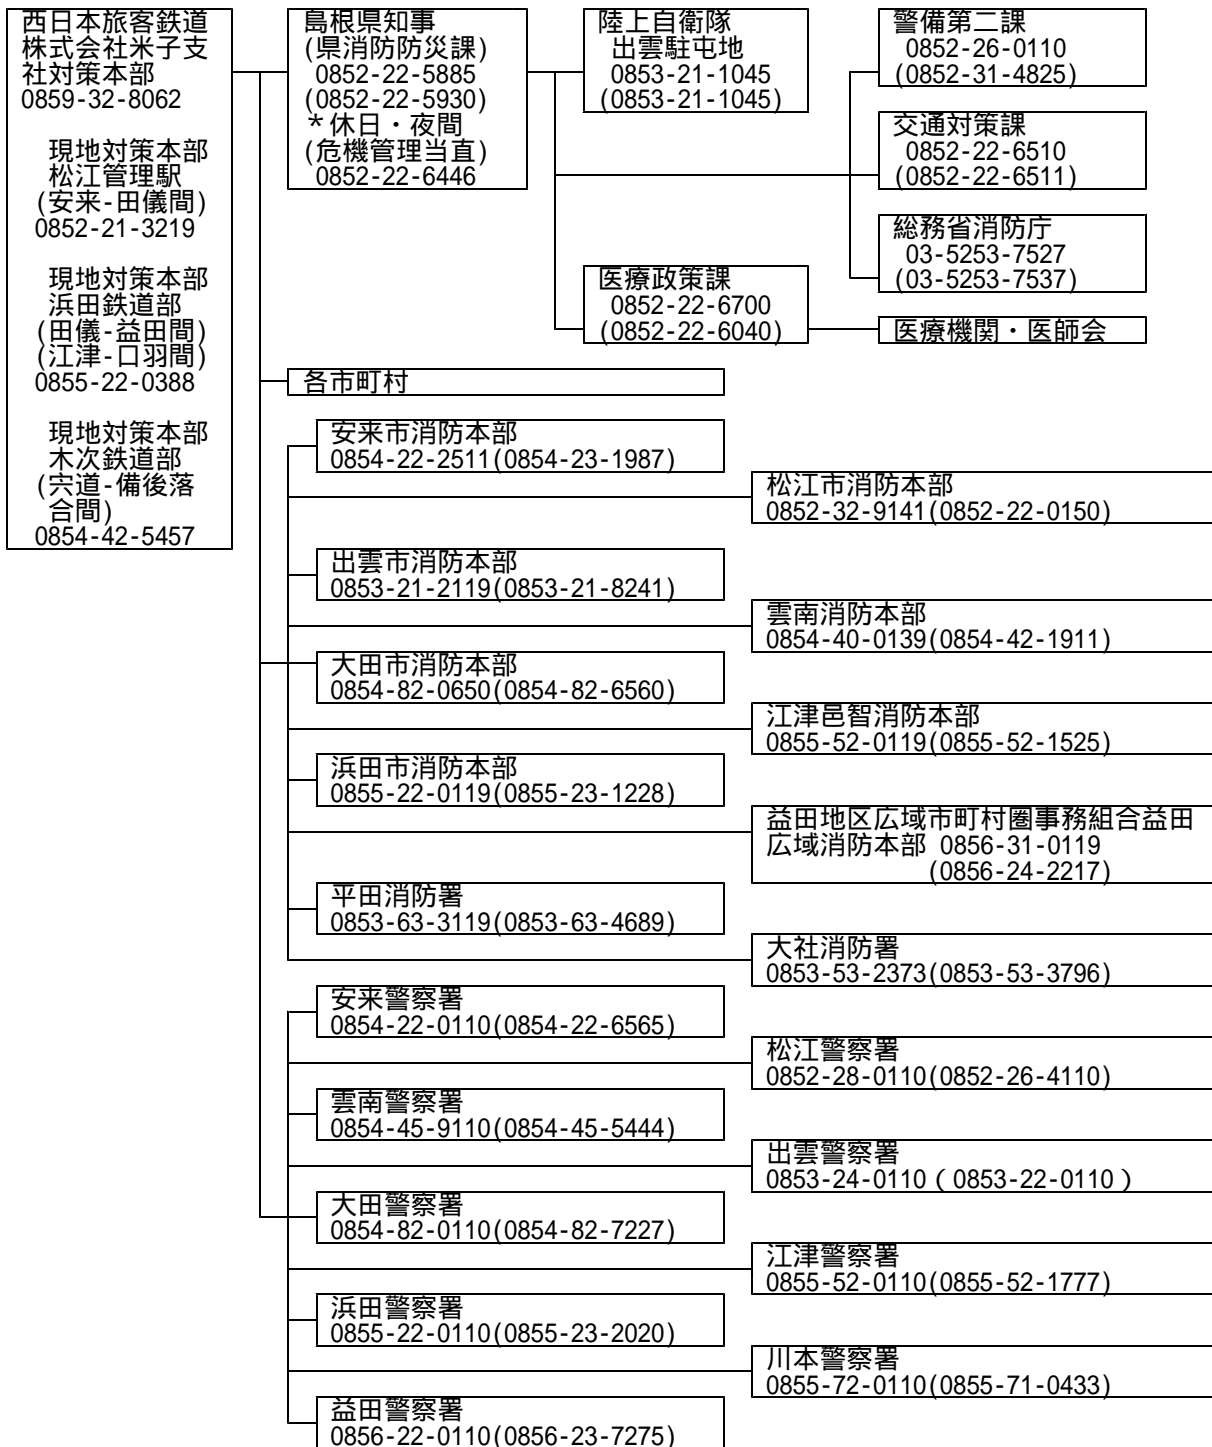 西日本旅客鉄道
株式会社米子支
社対策本部
0859-32-8062
現地対策本部
松江管理駅
(安来-田儀間)
0852-21-3219
現地対策本部
浜田鉄道部
(田儀-益田間)
(江津-口羽間)
0855-22-0388
現地対策本部
木次鉄道部
(宍道-備後落
合間)
0854-42-5457
島根県知事
(県消防防災課)
0852-22-5885
(0852-22-5930)
*休日・夜間
(危機管理当直)
0852-22-6446
陸上自衛隊
出雲駐屯地
0853-21-1045
(0853-21-1045)
警備第二課
0852-26-0110
(0852-31-4825)
交通対策課
0852-22-6510
(0852-22-6511)
総務省消防庁
03-5253-7527
(03-5253-7537)
医療政策課
0852-22-6700
(0852-22-6040)
医療機関・医師会
各市町村
安来市消防本部
0854-22-2511(0854-23-1987)
松江市消防本部
0852-32-9141(0852-22-0150)
出雲市消防本部
0853-21-2119(0853-21-8241)
雲南消防本部
0854-40-0139(0854-42-1911)
大田市消防本部
0854-82-0650(0854-82-6560)
江津邑智消防本部
0855-52-0119(0855-52-1525)
浜田市消防本部
0855-22-0119(0855-23-1228)
益田地区広域市町村圏事務組合益田
広域消防本部 0856-31-0119
(0856-24-2217)
平田消防署
0853-63-3119(0853-63-4689)
大社消防署
0853-53-2373(0853-53-3796)
安来警察署
0854-22-0110(0854-22-6565)
松江警察署
0852-28-0110(0852-26-4110)
雲南警察署
0854-45-9110(0854-45-5444)
出雲警察署
0853-24-0110(0853-22-0110)
大田警察署
0854-82-0110(0854-82-7227)
江津警察署
0855-52-0110(0855-52-1777)
浜田警察署
0855-22-0110(0855-23-2020)
川本警察署
0855-72-0110(0855-71-0433)
益田警察署
0856-22-0110(0856-23-7275)